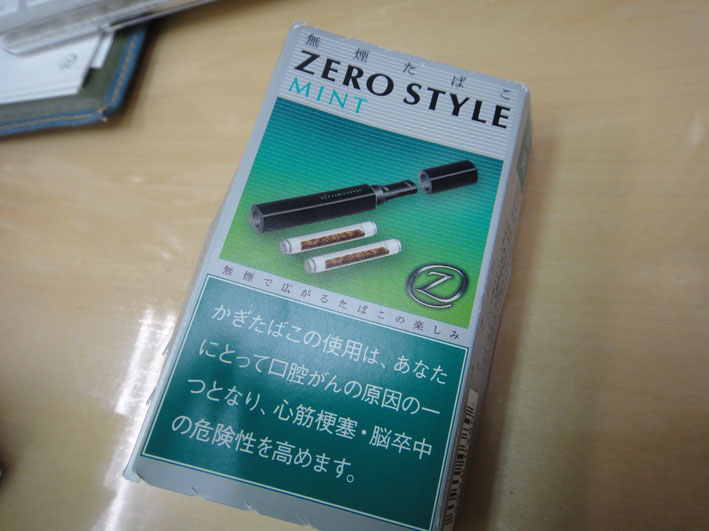 無煙たばこ
ZERO STYLE
MINT
ZERO STYLE
Z
無煙で広がるたばこの楽しみ
かぎたばこの使用は、あなた
にとって口腔がんの原因の一
つとなり、心筋梗塞・脳卒中
の危険性を高めます。